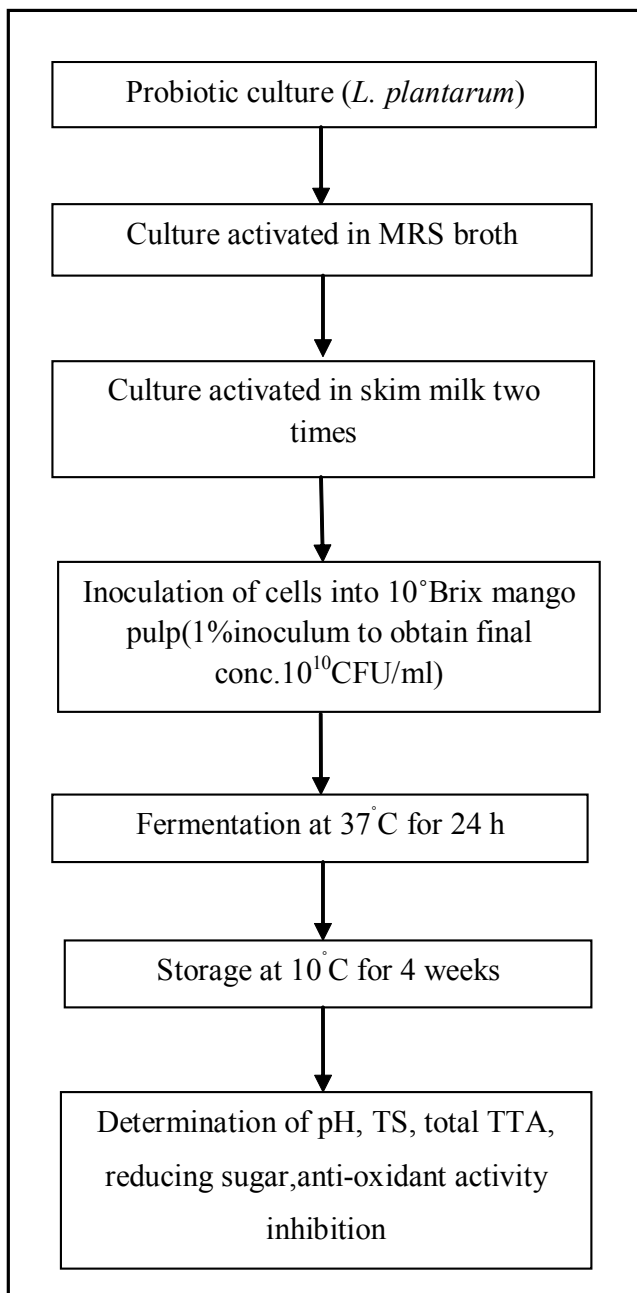 Probiotic culture (L. plantarum)
Culture activated in MRS broth
Culture activated in skim milk two
times
Inoculation of cells into 10°Brix mango
pulp(1%inoculum to obtain final
conc.10¹⁰CFU/ml)
Fermentation at 37°C for 24 h
Storage at 10°C for 4 weeks
Determination of pH, TS, total TTA,
reducing sugar,anti-oxidant activity
inhibition